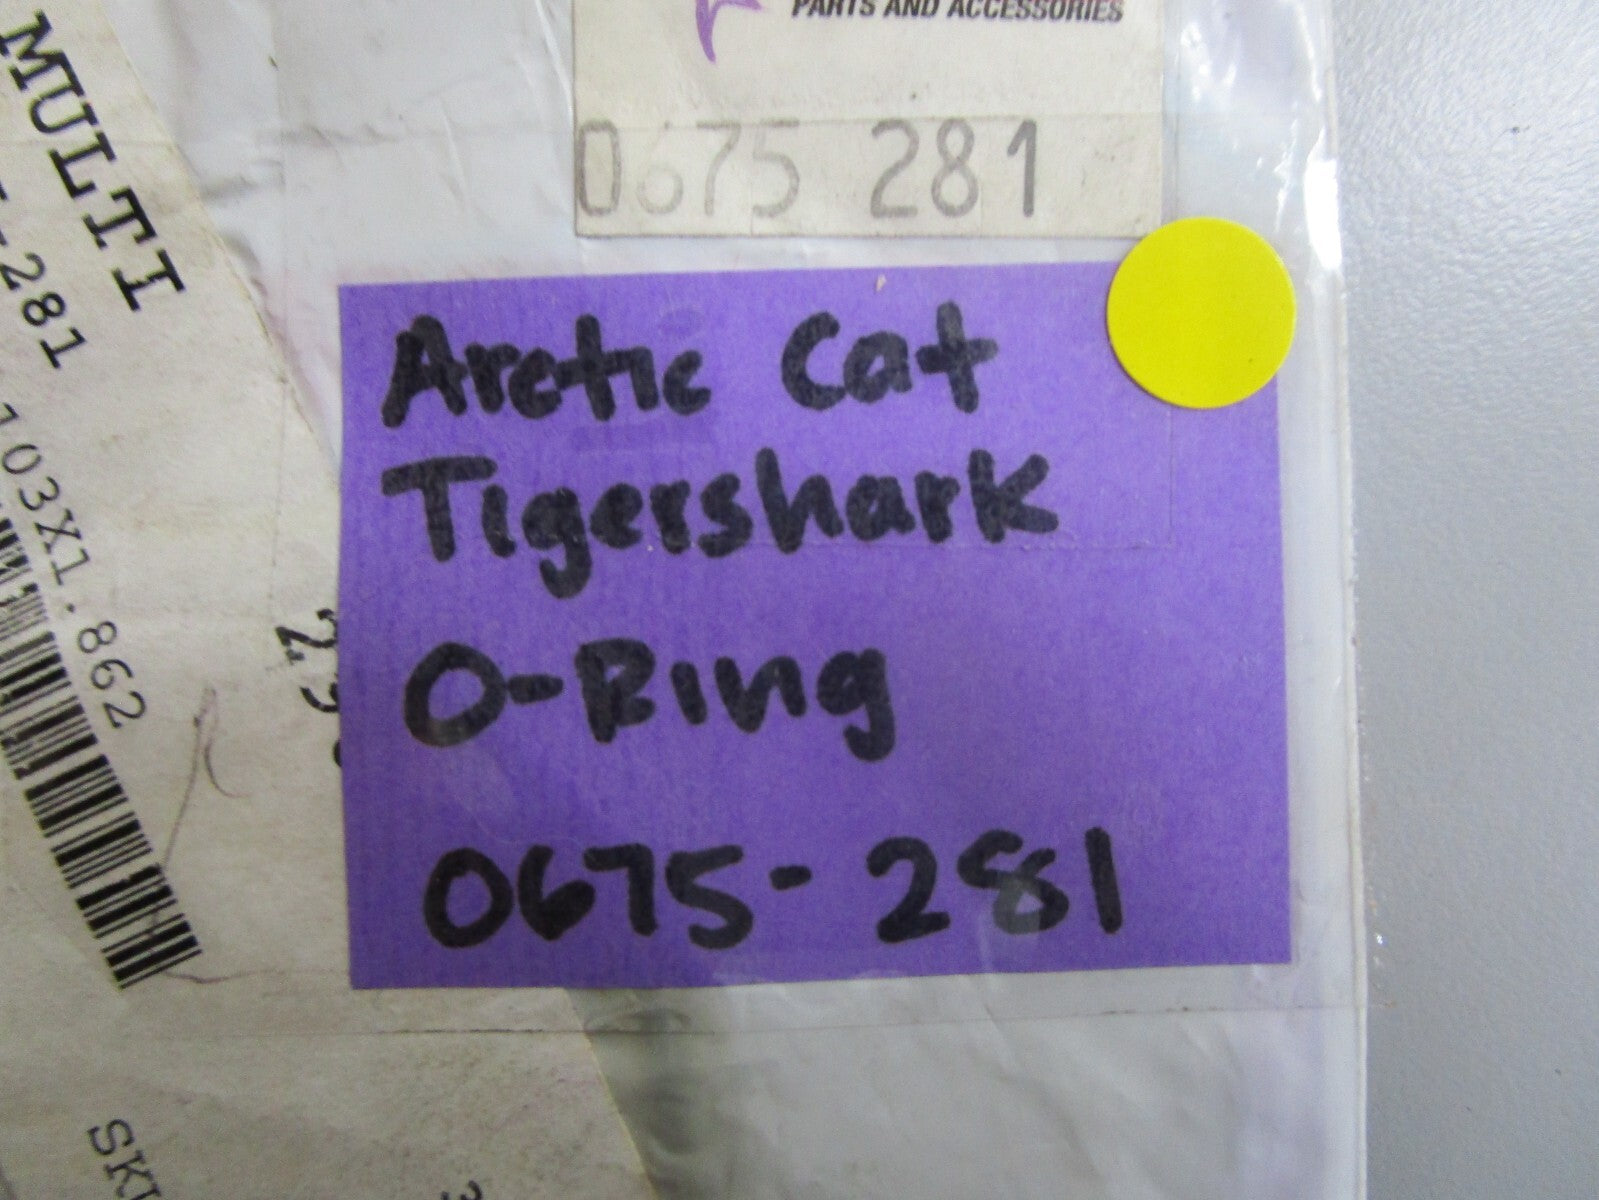 PARTS AND ACCESSORIES
0675 281
MULTI
-281
103X1.862
Arctic Cat
Tigershark
O-Ring
0675-281